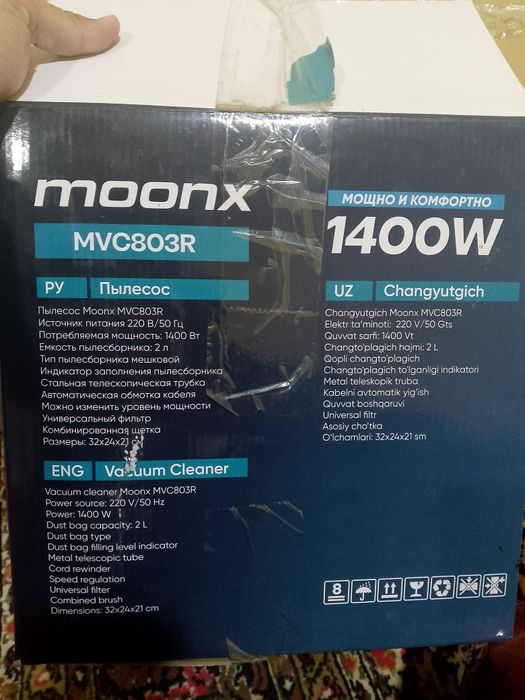 moonx
MVC803R
МОЩНО И КОМФОРТНО
1400W
РУ Пылесос
Пылесос Moonx MVC803R
Источник питания 220 В/50 Гц
Потребляемая мощность: 1400 Вт
Емкость пылесборника: 2 л
Тип пылесборника мешковой
Индикатор заполнения пылесборника
Стальная телескопическая трубка
Автоматическая обмотка кабеля
Можно изменить уровень мощности
Универсальный фильтр
Комбинированная щетка
Размеры: 32x24x21 см
UZ Changyutgich
Changyutgich Moonx MVC803R
Elektr ta'minoti: 220 V/50 Gts
Quvvat sarfi: 1400 Vt
Changto'plagich hajmi: 2 L
Qopli changto'plagich
Changto'plagich to'lganligi indikatori
Metal teleskopik truba
Kabelni avtomatik yig'ish
Quvvat boshqaruvi
Universal filtr
Asosiy cho'tka
O'lchamlari: 32x24x21 sm
ENG Vacuum Cleaner
Vacuum cleaner Moonx MVC803R
Power source: 220 V/50 Hz
Power: 1400 W
Dust bag capacity: 2 L
Dust bag type
Dust bag filling level indicator
Metal telescopic tube
Cord rewinder
Speed regulation
Universal filter
Combined brush
Dimensions: 32x24x21 cm
8